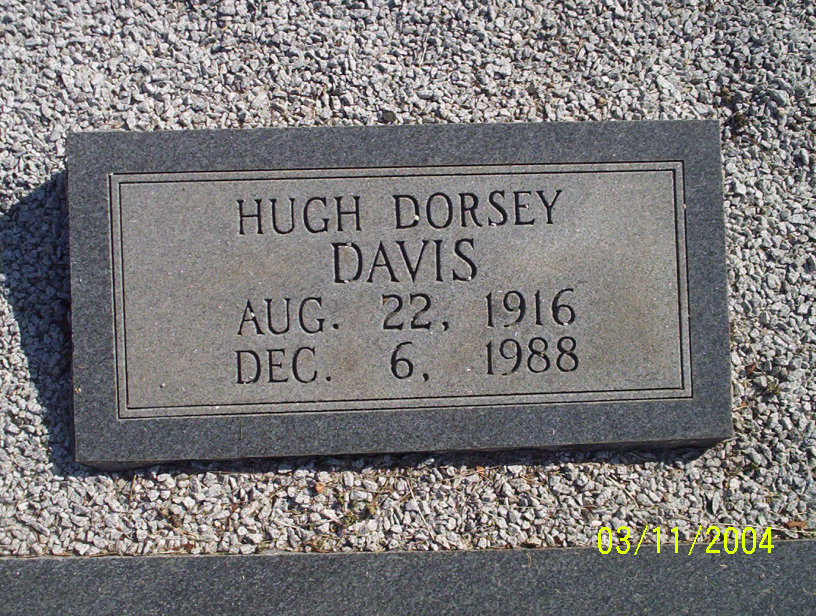 HUGH DORSEY
DAVIS
AUG. 22, 1916
DEC. 6, 1988
03/11/2004